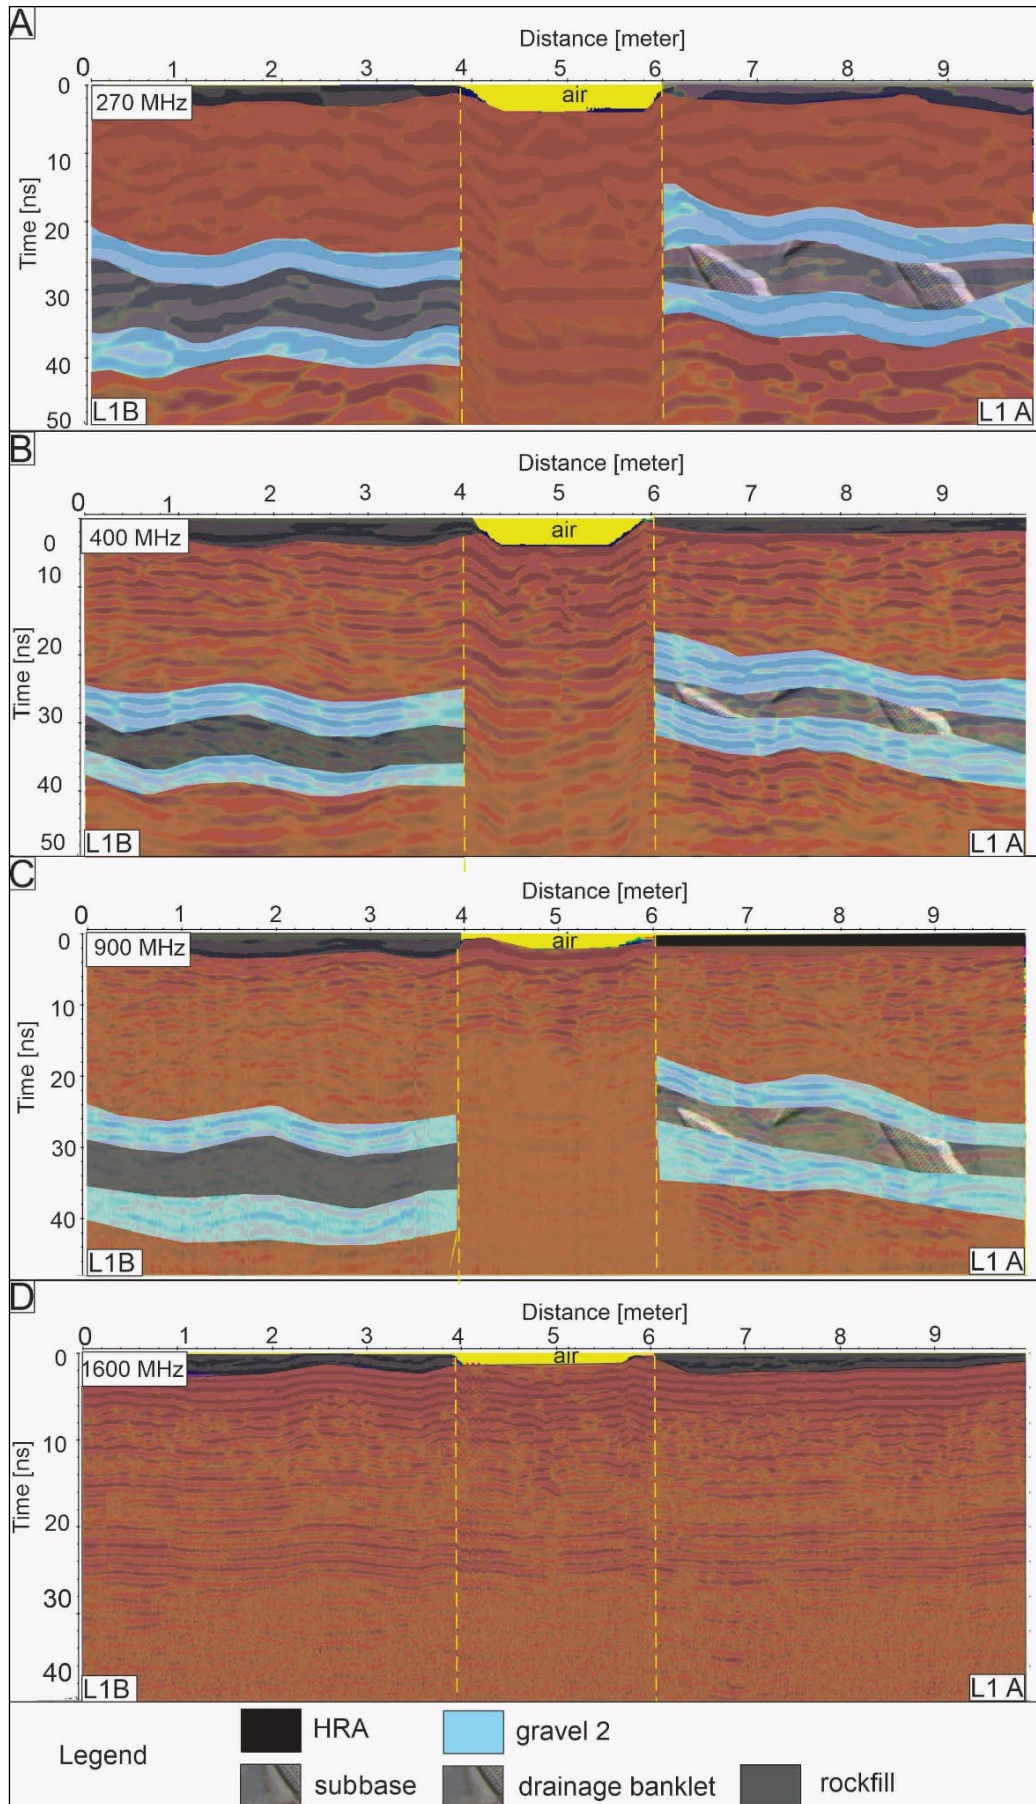 A
Distance [meter]
0 1 2 3 4 5 6 7 8 9
0
270 MHz
air
10
20
30
40
50
Time [ns]
L1B
L1 A
B
Distance [meter]
0 1 2 3 4 5 6 7 8 9
0
400 MHz
air
10
20
30
40
50
Time [ns]
L1B
L1 A
C
Distance [meter]
0 1 2 3 4 5 6 7 8 9
0
900 MHz
air
10
20
30
40
Time [ns]
L1B
L1 A
D
Distance [meter]
0 1 2 3 4 5 6 7 8 9
0
1600 MHz
air
10
20
30
40
Time [ns]
L1B
L1 A
Legend
HRA
gravel 2
subbase
drainage banklet
rockfill